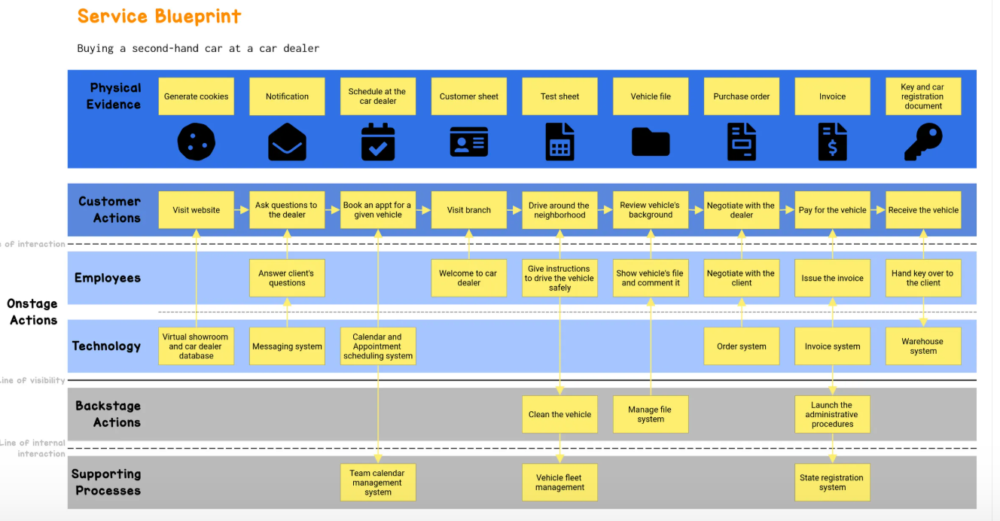 Service Blueprint
Buying a second-hand car at a car dealer
Physical
Evidence
Generate cookies
Notification
Schedule at the
car dealer
Customer sheet
Test sheet
Vehicle file
Purchase order
Invoice
Key and car
registration
document
$
Customer
Actions
Visit website
Ask questions to
the dealer
Book an appt for a
given vehicle
Visit branch
Drive around the
neighborhood
Review vehicle's
background
Negotiate with the
dealer
Pay for the vehicle
Receive the vehicle
e of interaction
Onstage
Actions
Employees
Answer client's
questions
Welcome to car
dealer
Give instructions
to drive the vehicle
safely
Show vehicle's file
and comment it
Negotiate with the
client
Issue the invoice
Hand key over to
the client
Technology
Virtual showroom
and car dealer
database
Messaging system
Calendar and
Appointment
scheduling system
Order system
Invoice system
Warehouse
system
Line of visibility
Backstage
Actions
Clean the vehicle
Manage file
system
Launch the
administrative
procedures
Line of internal
interaction
Supporting
Processes
Team calendar
management
system
Vehicle fleet
management
State registration
system